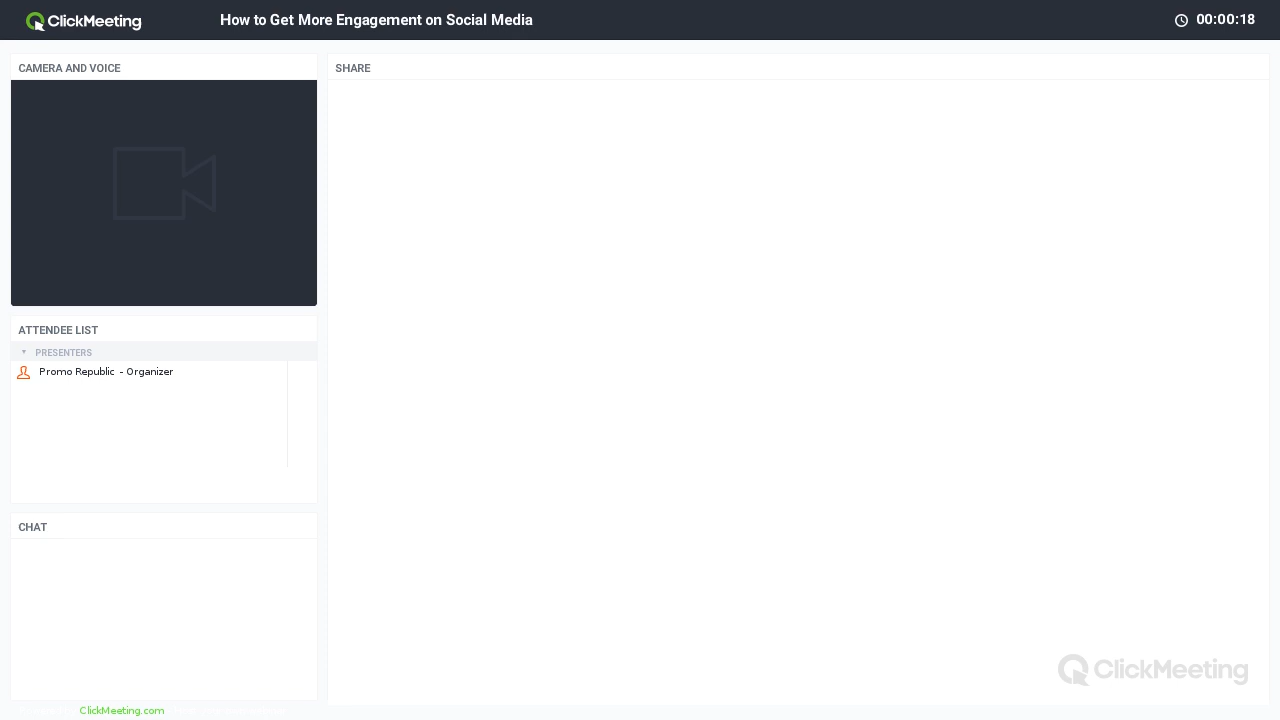 ClickMeeting
How to Get More Engagement on Social Media
00:00:18
CAMERA AND VOICE
SHARE
ATTENDEE LIST
PRESENTERS
Promo Republic - Organizer
CHAT
ClickMeeting
ClickMeeting.com